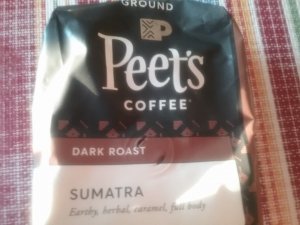 GROUND
P
Peet's
COFFEE
DARK ROAST
SUMATRA
Earthy, herbal, caramel, full body